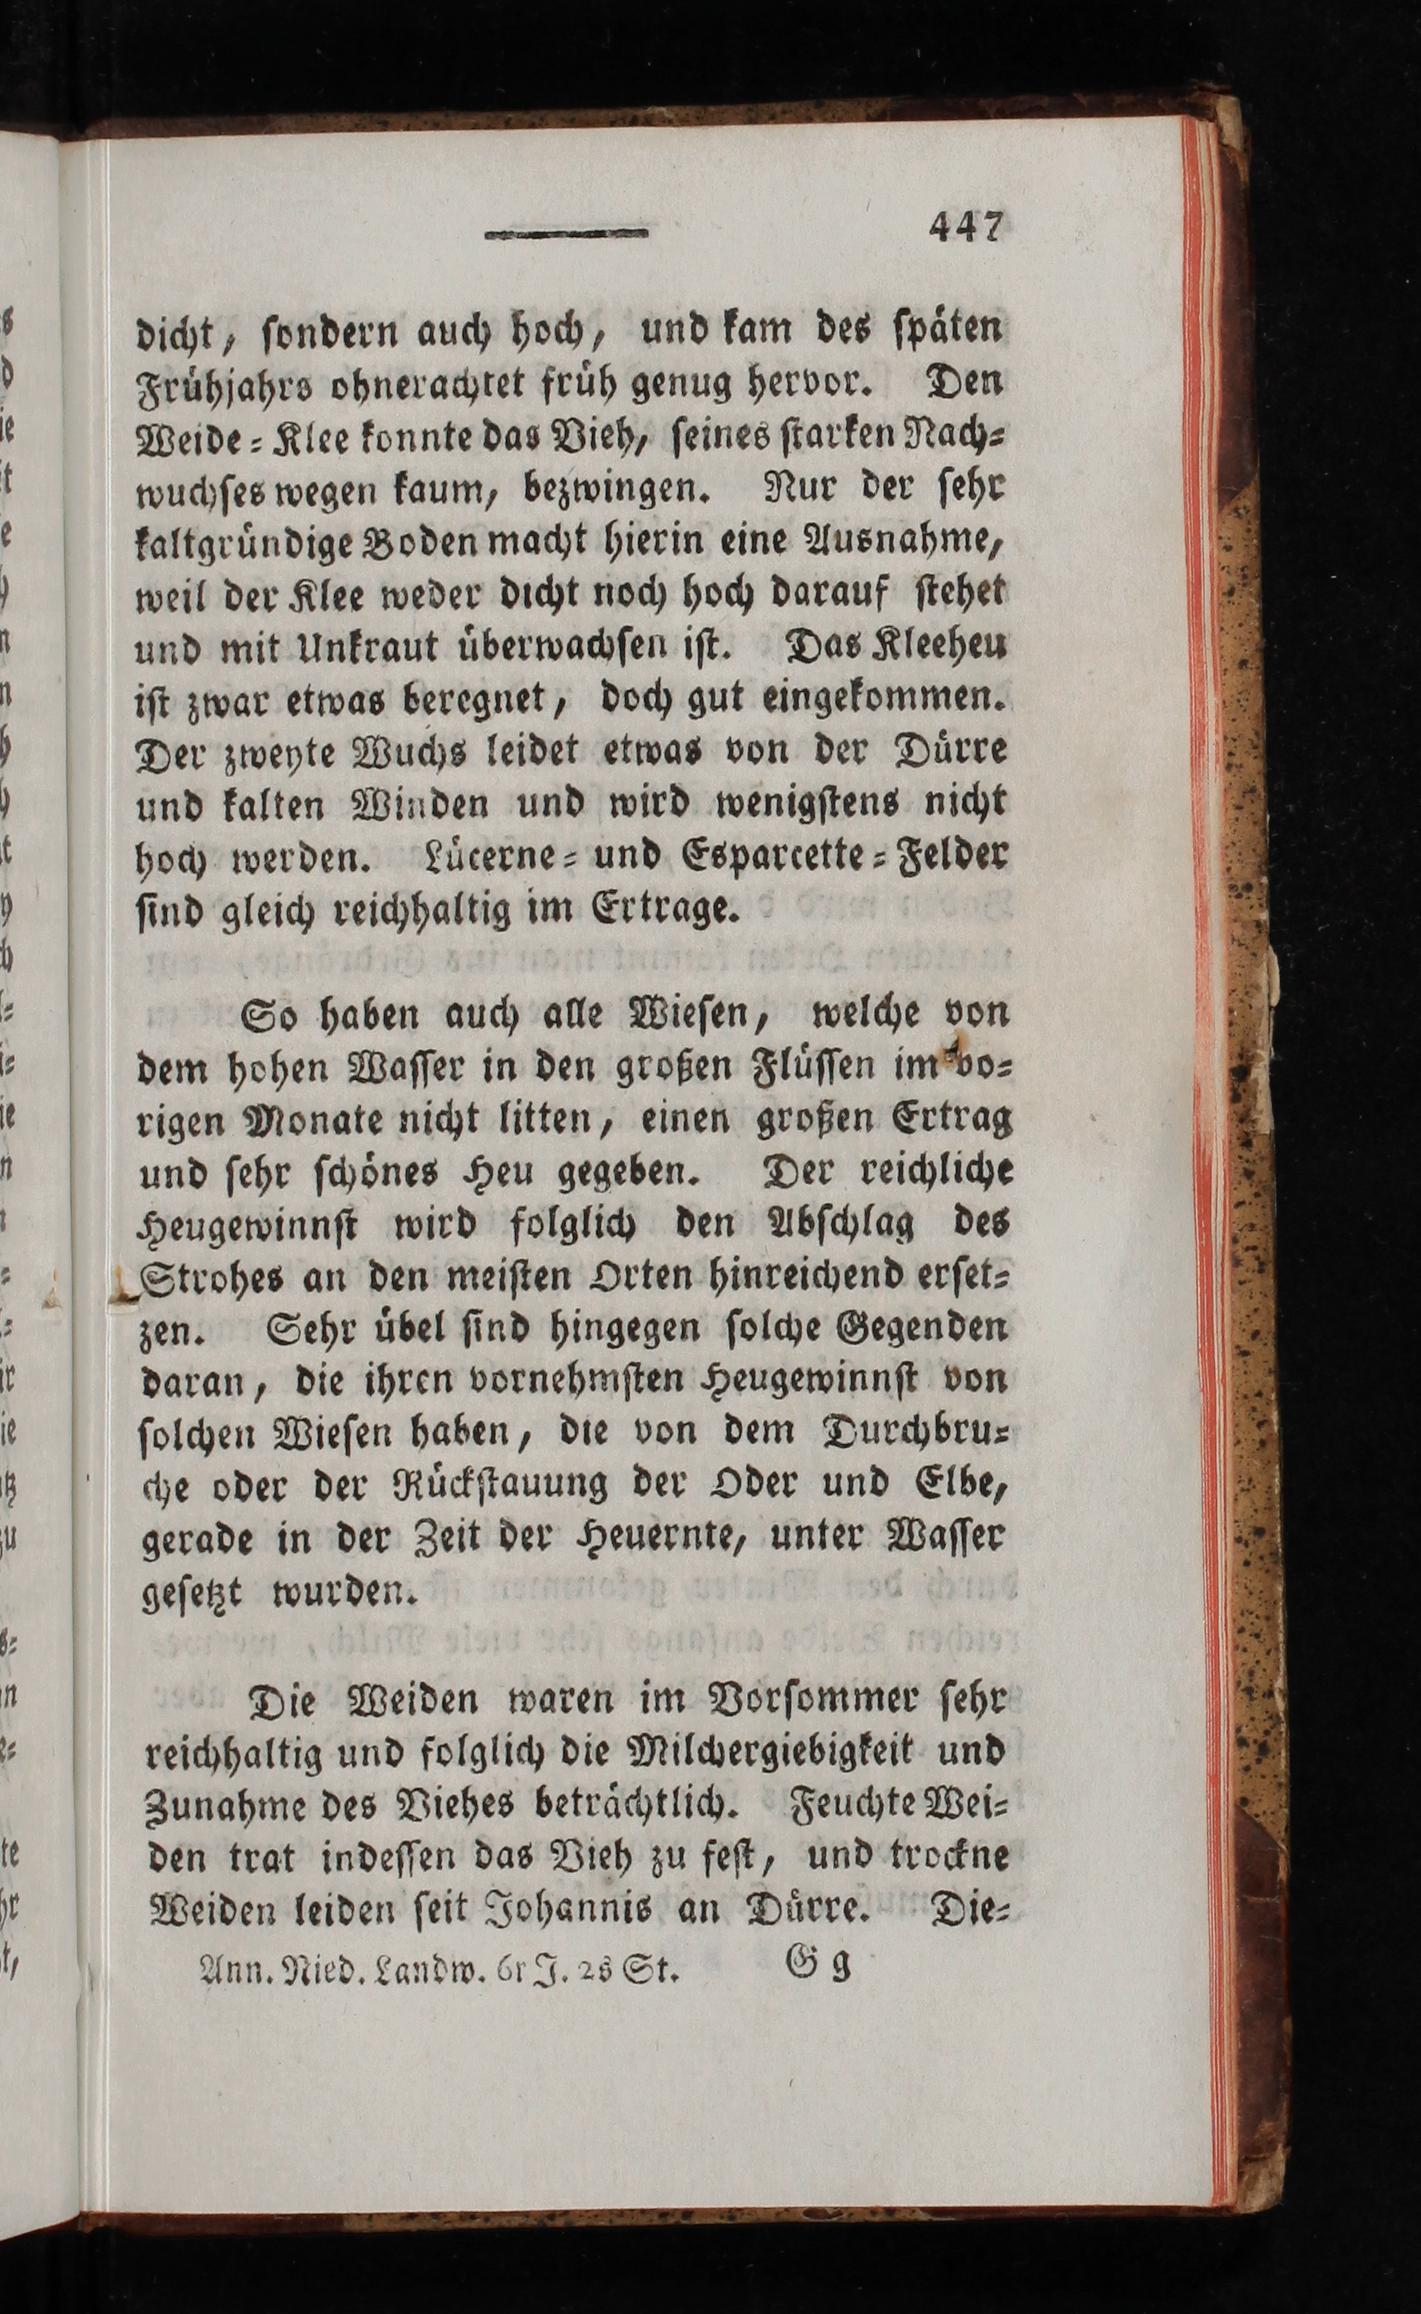 447
dicht, sondern auch hoch, und kam des späten
Frühjahrs ohnerachtet früh genug hervor. Den
Weide=Klee konnte das Vieh, seines starken Nach=
wuchses wegen kaum, bezwingen. Nur der sehr
kaltgründige Boden macht hierin eine Ausnahme,
weil der Klee weder dicht noch hoch darauf stehet
und mit Unkraut überwachsen ist. Das Kleeheu
ist zwar etwas beregnet, doch gut eingekommen.
Der zweyte Wuchs leidet etwas von der Dürre
und kalten Winden und wird wenigstens nicht
hoch werden. Lücerne= und Esparcette=Felder
sind gleich reichhaltig im Ertrage.
So haben auch alle Wiesen, welche von
dem hohen Wasser in den großen Flüssen im vo=
rigen Monate nicht litten, einen großen Ertrag
und sehr schönes Heu gegeben. Der reichliche
Heugewinnst wird folglich den Abschlag des
Strohes an den meisten Orten hinreichend erset=
zen. Sehr übel sind hingegen solche Gegenden
daran, die ihren vornehmsten Heugewinnst von
solchen Wiesen haben, die von dem Durchbru=
che oder der Rückstauung der Oder und Elbe,
gerade in der Zeit der Heuernte, unter Wasser
gesetzt wurden.
Die Weiden waren im Vorsommer sehr
reichhaltig und folglich die Milchergiebigkeit und
Zunahme des Viehes beträchtlich. Feuchte Wei=
den trat indessen das Vieh zu fest, und trockne
Weiden leiden seit Johannis an Dürre. Die=
Ann. Nied. Landw. 6r J. 2s St. G g